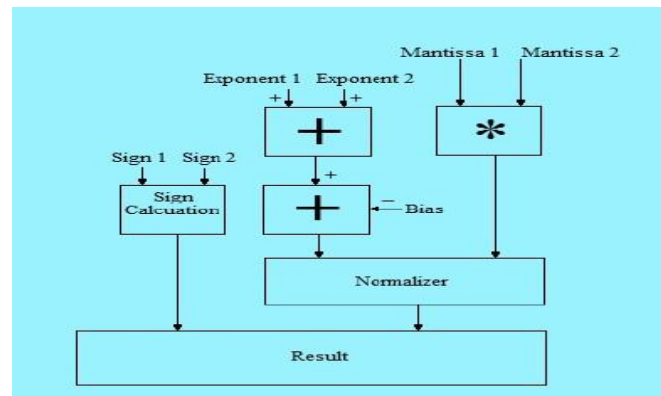 Mantissa 1 Mantissa 2
Exponent 1 Exponent 2
+ +
+ *
Sign 1 Sign 2
+
Sign
Calcuation
+
− Bias
Normalizer
Result